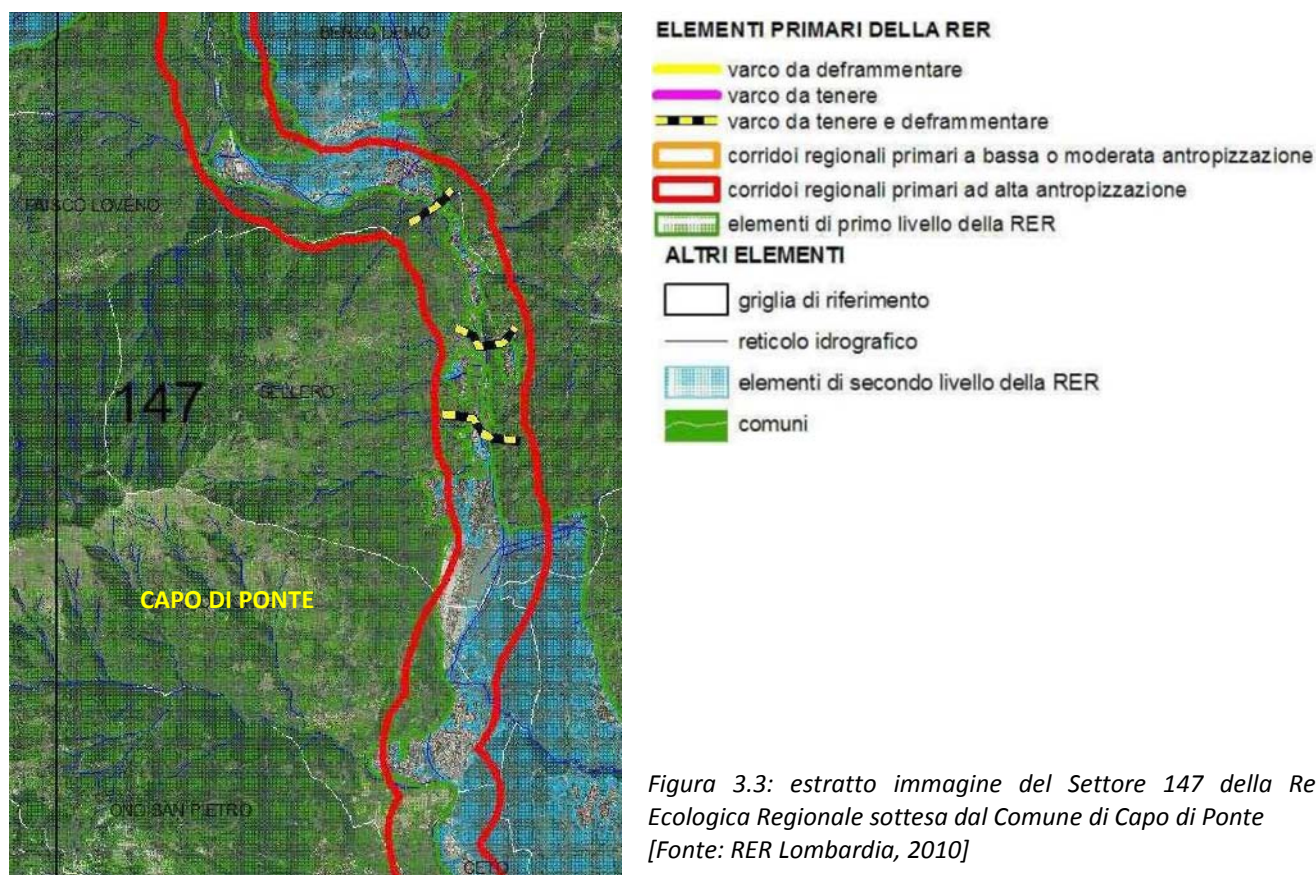 BERZO DEMO
PAISCO LOVENO
147
CELLERO
CAPO DI PONTE
ONO SAN PIETRO
CETO
ELEMENTI PRIMARI DELLA RER
varco da deframmentare
varco da tenere
varco da tenere e deframmentare
corridoi regionali primari a bassa o moderata antropizzazione
corridoi regionali primari ad alta antropizzazione
elementi di primo livello della RER
ALTRI ELEMENTI
griglia di riferimento
reticolo idrografico
elementi di secondo livello della RER
comuni
Figura 3.3: estratto immagine del Settore 147 della Re
Ecologica Regionale sottesa dal Comune di Capo di Ponte
[Fonte: RER Lombardia, 2010]